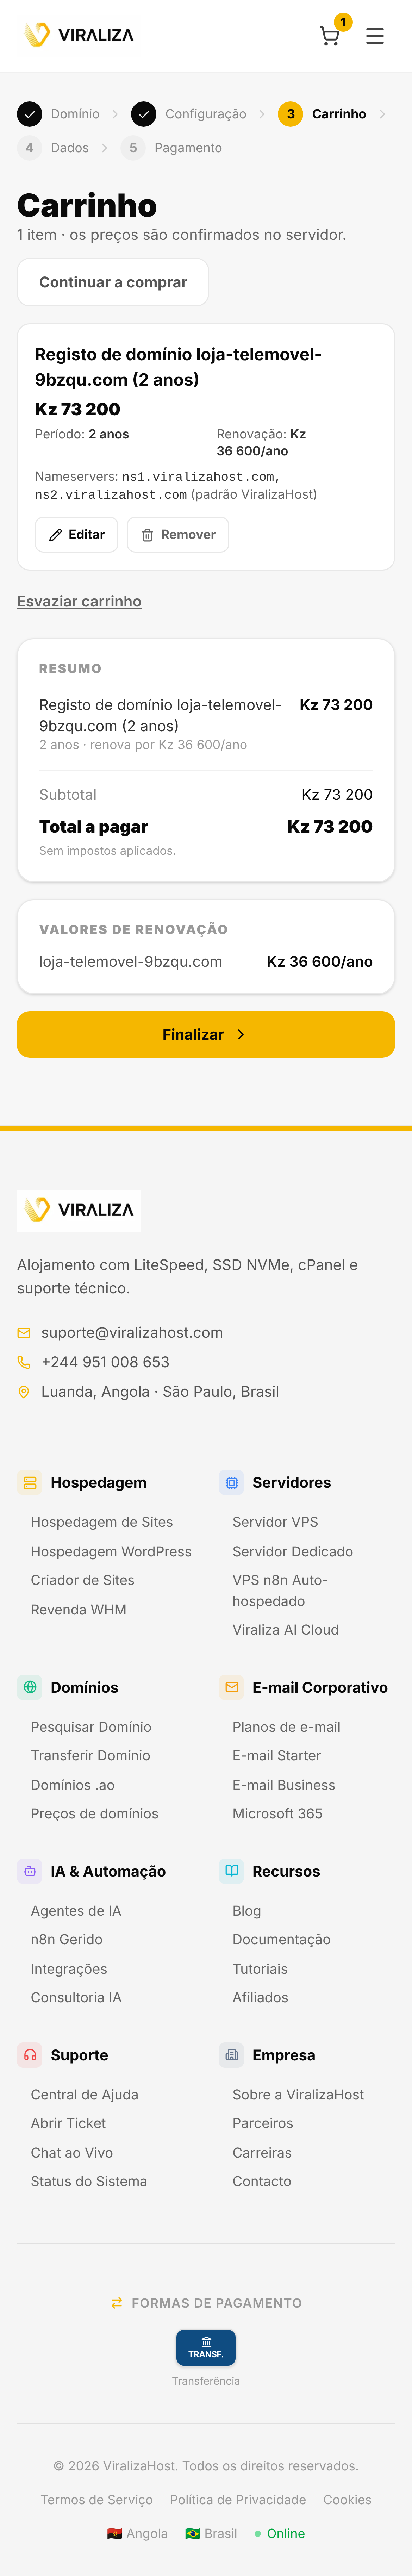 VIRALIZA
1
Domínio
Configuração
3 Carrinho
4 Dados
5 Pagamento
Carrinho
1 item · os preços são confirmados no servidor.
Continuar a comprar
Registo de domínio loja-telemovel-
9bzqu.com (2 anos)
Kz 73 200
Período: 2 anos
Renovação: Kz
36 600/ano
Nameservers: ns1.viralizahost.com,
ns2.viralizahost.com (padrão ViralizaHost)
Editar
Remover
Esvaziar carrinho
RESUMO
Registo de domínio loja-telemovel- Kz 73 200
9bzqu.com (2 anos)
2 anos · renova por Kz 36 600/ano
Subtotal Kz 73 200
Total a pagar Kz 73 200
Sem impostos aplicados.
VALORES DE RENOVAÇÃO
loja-telemovel-9bzqu.com Kz 36 600/ano
Finalizar
VIRALIZA
Alojamento com LiteSpeed, SSD NVMe, cPanel e
suporte técnico.
suporte@viralizahost.com
+244 951 008 653
Luanda, Angola · São Paulo, Brasil
Hospedagem
Hospedagem de Sites
Hospedagem WordPress
Criador de Sites
Revenda WHM
Servidores
Servidor VPS
Servidor Dedicado
VPS n8n Auto-
hospedado
Viraliza AI Cloud
Domínios
Pesquisar Domínio
Transferir Domínio
Domínios .ao
Preços de domínios
E-mail Corporativo
Planos de e-mail
E-mail Starter
E-mail Business
Microsoft 365
IA & Automação
Agentes de IA
n8n Gerido
Integrações
Consultoria IA
Recursos
Blog
Documentação
Tutoriais
Afiliados
Suporte
Central de Ajuda
Abrir Ticket
Chat ao Vivo
Status do Sistema
Empresa
Sobre a ViralizaHost
Parceiros
Carreiras
Contacto
FORMAS DE PAGAMENTO
TRANSF.
Transferência
© 2026 ViralizaHost. Todos os direitos reservados.
Termos de Serviço Política de Privacidade Cookies
Angola Brasil Online